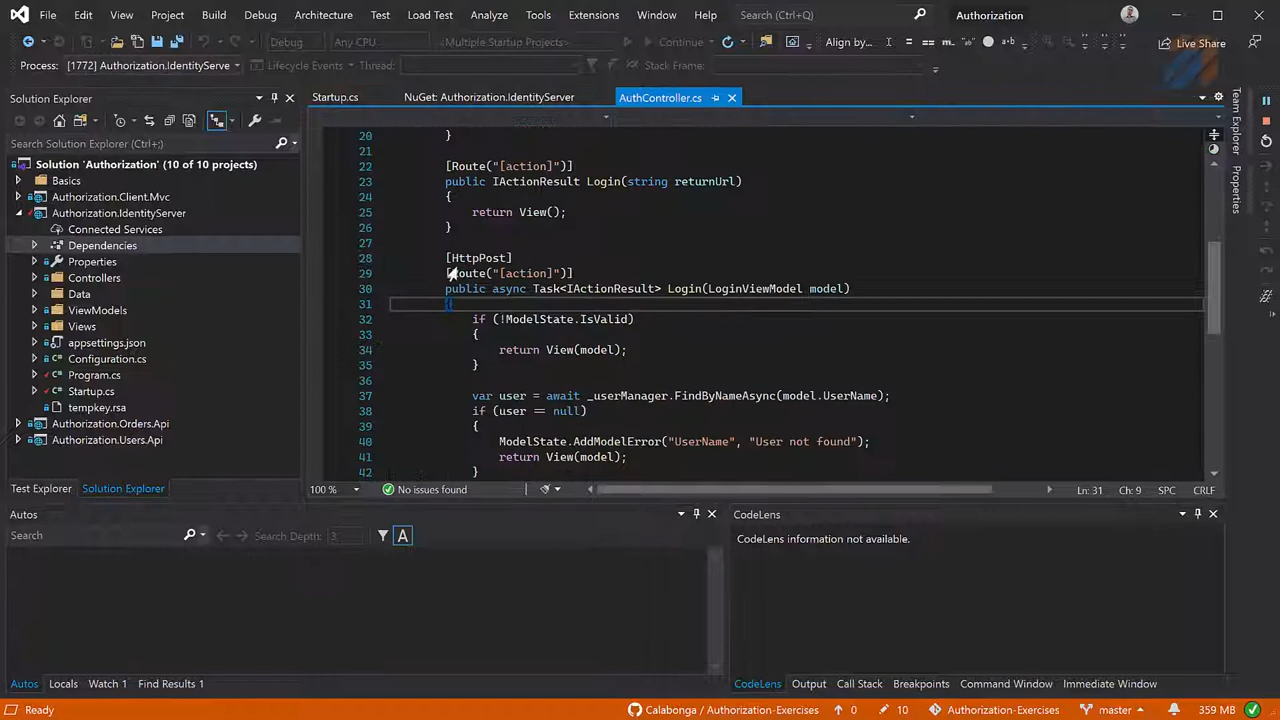 File Edit View Project Build Debug Architecture Test Load Test Analyze Tools Extensions Window Help Search (Ctrl+Q) Authorization
Debug Any CPU <Multiple Startup Projects> Continue Align by... Live Share
Process: [1772] Authorization.IdentityServe Lifecycle Events Thread: Stack Frame:
Solution Explorer
Search Solution Explorer (Ctrl+;)
Solution 'Authorization' (10 of 10 projects)
Basics
Authorization.Client.Mvc
Authorization.IdentityServer
Connected Services
Dependencies
Properties
Controllers
Data
ViewModels
Views
appsettings.json
Configuration.cs
Program.cs
Startup.cs
tempkey.rsa
Authorization.Orders.Api
Authorization.Users.Api
Test Explorer Solution Explorer
Startup.cs NuGet: Authorization.IdentityServer AuthController.cs
20 }
21
22 [Route("[action]")]
23 public IActionResult Login(string returnUrl)
24 {
25 return View();
26 }
27
28 [HttpPost]
29 [Route("[action]")]
30 public async Task<IActionResult> Login(LoginViewModel model)
31 {
32 if (!ModelState.IsValid)
33 {
34 return View(model);
35 }
36
37 var user = await _userManager.FindByNameAsync(model.UserName);
38 if (user == null)
39 {
40 ModelState.AddModelError("UserName", "User not found");
41 return View(model);
42 }
100 % No issues found Ln: 31 Ch: 9 SPC CRLF
Team Explorer
Properties
Autos
Search Search Depth: 3 A
Autos Locals Watch 1 Find Results 1
CodeLens
CodeLens information not available.
CodeLens Output Call Stack Breakpoints Command Window Immediate Window
Ready Calabonga / Authorization-Exercises 0 10 Authorization-Exercises master 359 MB